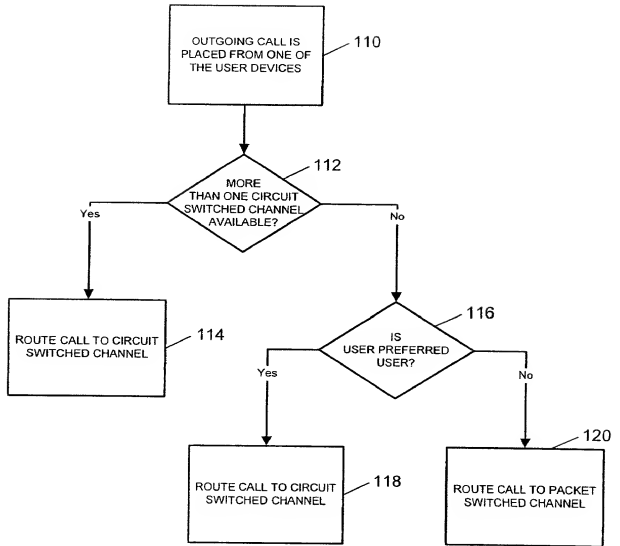 OUTGOING CALL IS
PLACED FROM ONE OF
THE USER DEVICES
110
112
MORE
THAN ONE CIRCUIT
SWITCHED CHANNEL
AVAILABLE?
Yes
No
ROUTE CALL TO CIRCUIT
SWITCHED CHANNEL
114
116
IS
USER PREFERRED
USER?
Yes
No
ROUTE CALL TO CIRCUIT
SWITCHED CHANNEL
118
120
ROUTE CALL TO PACKET
SWITCHED CHANNEL